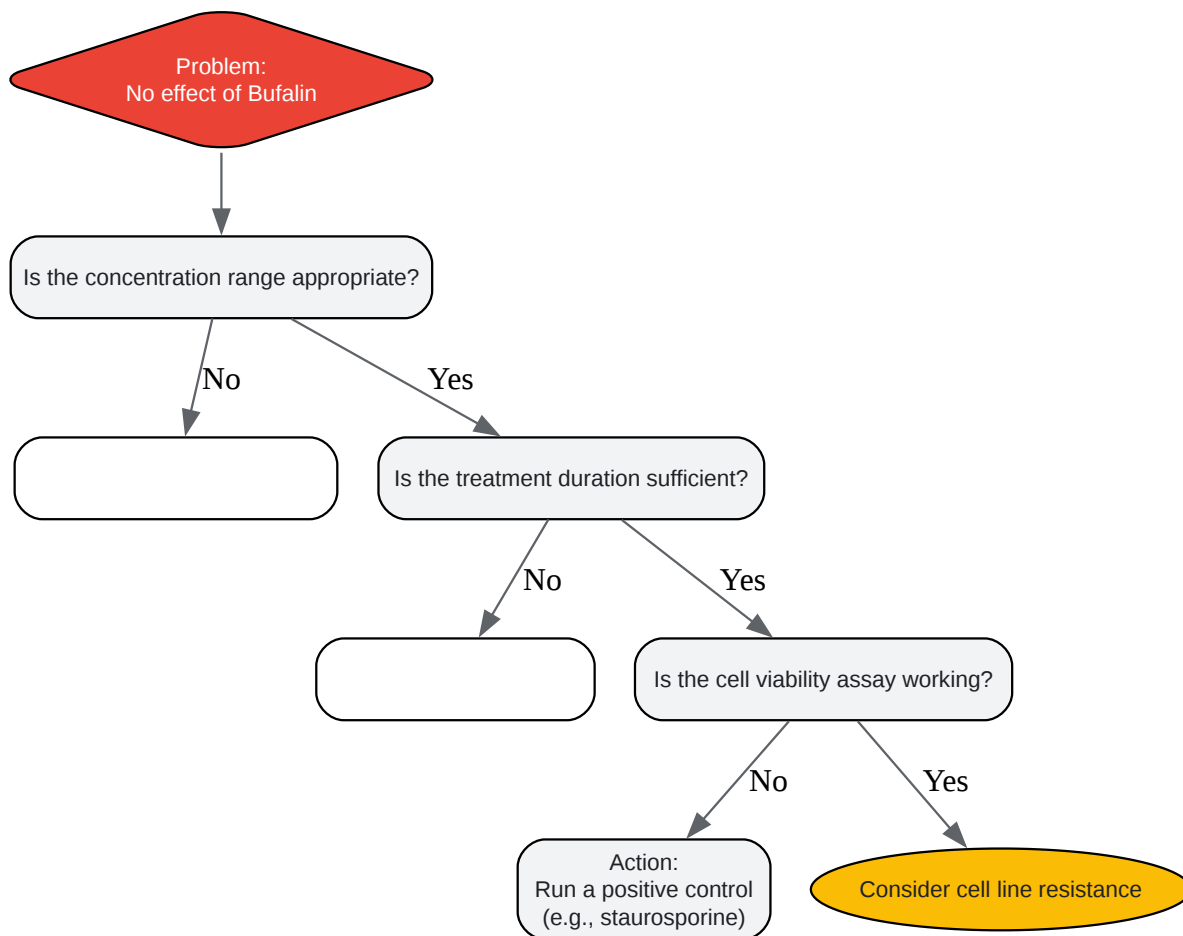 Problem:
No effect of Bufalin
Is the concentration range appropriate?
No
Yes
Is the treatment duration sufficient?
No
Yes
Is the cell viability assay working?
No
Yes
Action:
Run a positive control
(e.g., staurosporine)
Consider cell line resistance